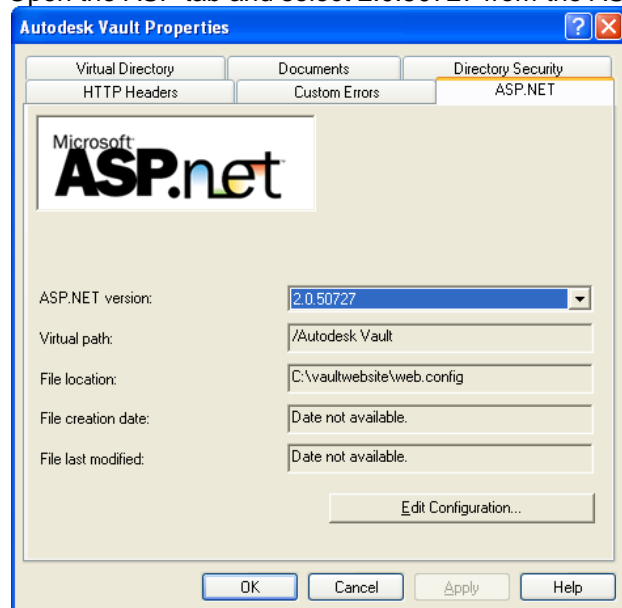 Autodesk Vault Properties
Virtual Directory Documents Directory Security
HTTP Headers Custom Errors ASP.NET
Microsoft
ASP.net
ASP.NET version: 2.0.50727
Virtual path: /Autodesk Vault
File location: C:\vaultwebsite\web.config
File creation date: Date not available.
File last modified: Date not available.
Edit Configuration...
OK Cancel Apply Help